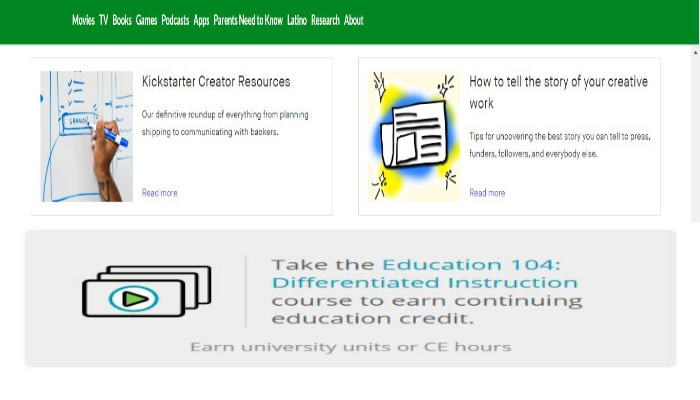 Movies TV Books Games Podcasts Apps Parents Need to Know Latino Research About
Kickstarter Creator Resources
Our definitive roundup of everything from planning
shipping to communicating with backers.
Read more
How to tell the story of your creative
work
Tips for uncovering the best story you can tell to press,
funders, followers, and everybody else.
Read more
Take the Education 104:
Differentiated Instruction
course to earn continuing
education credit.
Earn university units or CE hours